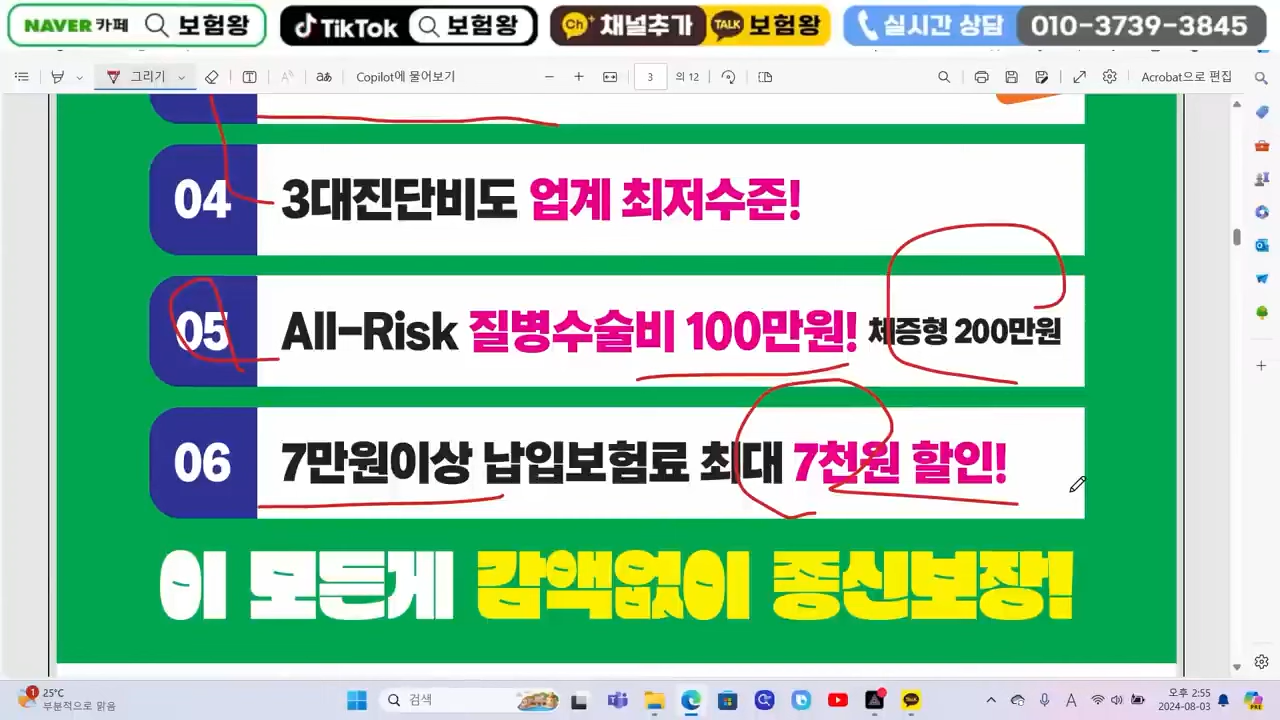 NAVER 카페 보험왕
TikTok 보험왕
Ch+ 채널추가 TALK 보험왕
실시간 상담 010-3739-3845
그리기
Copilot에 물어보기
3 의 12
Acrobat으로 편집
04 3대진단비도 업계 최저수준!
05 All-Risk 질병수술비 100만원! 체증형 200만원
06 7만원이상 납입보험료 최대 7천원 할인!
이 모든게 감액없이 종신보장!
25°C
부분적으로 맑음
검색
오후 2:55
2024-08-03